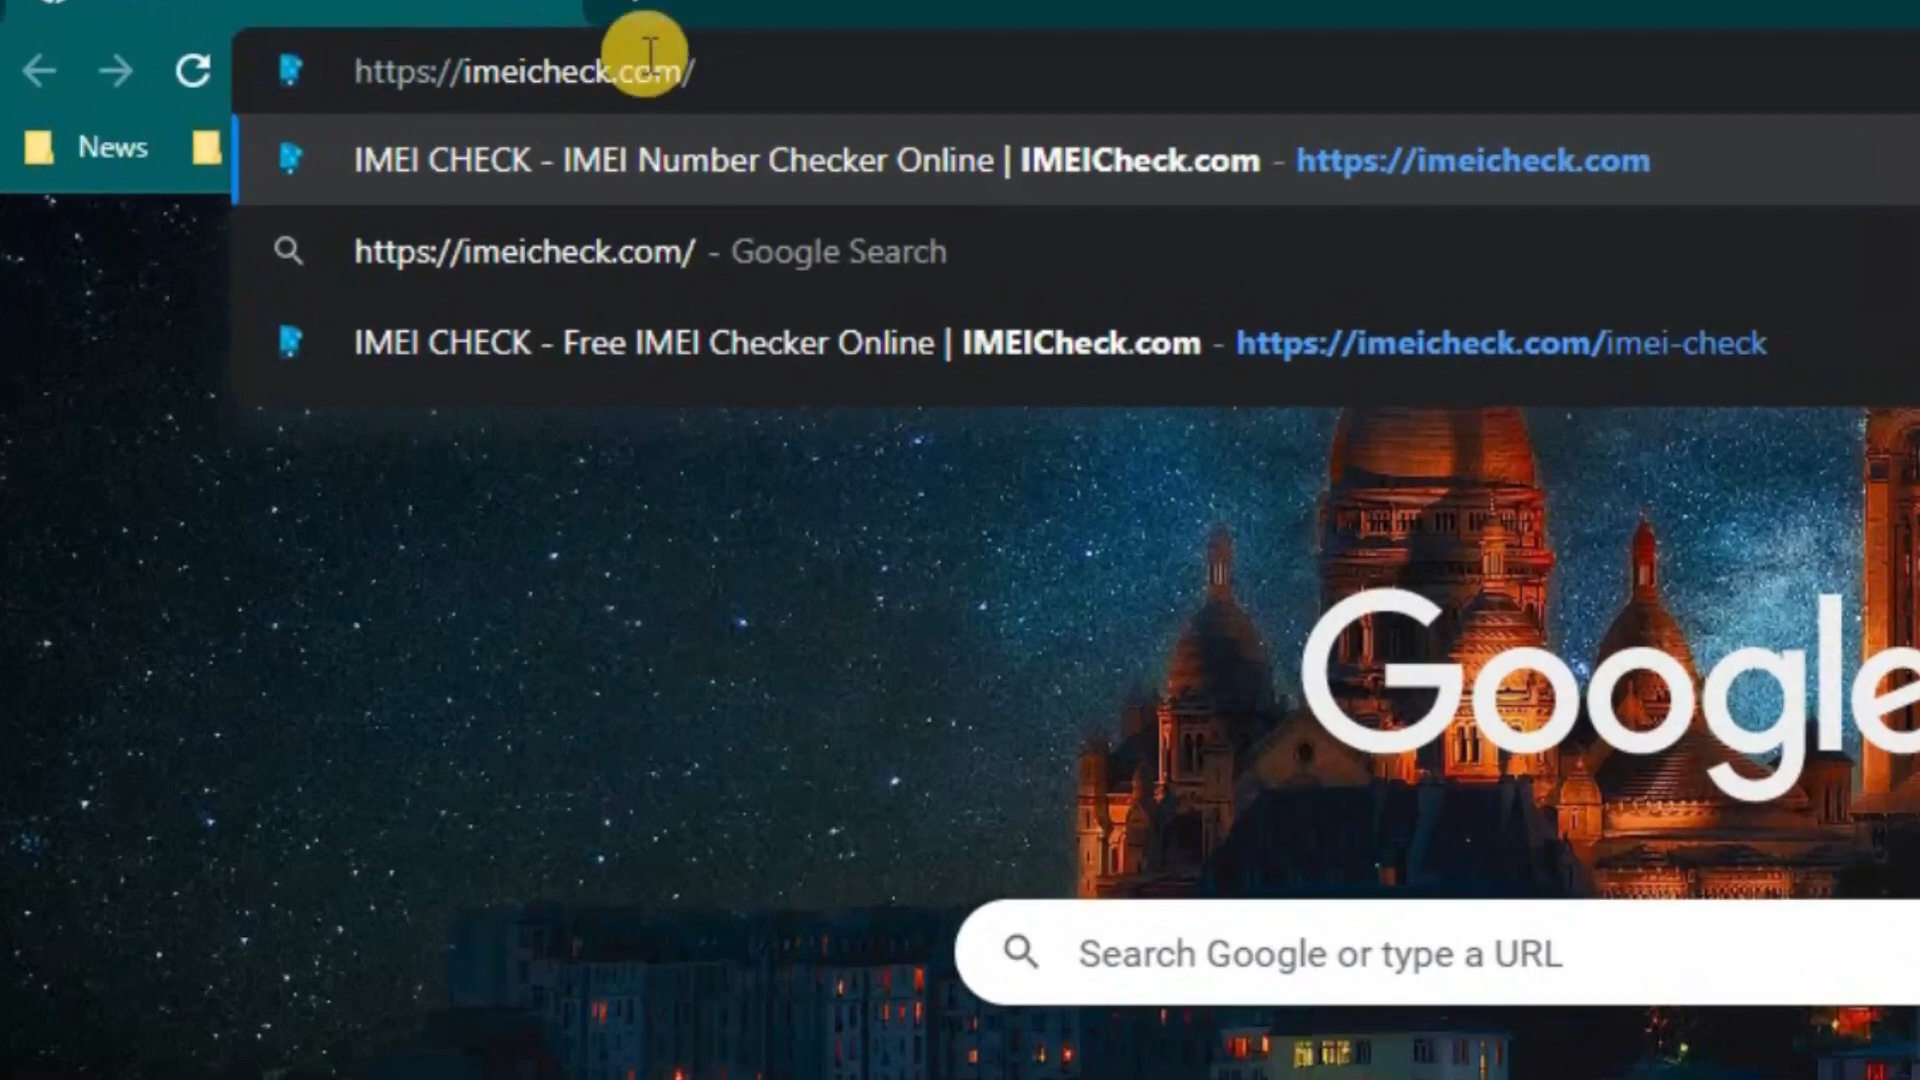 https://imeicheck.com/
News
IMEI CHECK - IMEI Number Checker Online | IMEICheck.com - https://imeicheck.com
https://imeicheck.com/ - Google Search
IMEI CHECK - Free IMEI Checker Online | IMEICheck.com - https://imeicheck.com/imei-check
Google
Search Google or type a URL